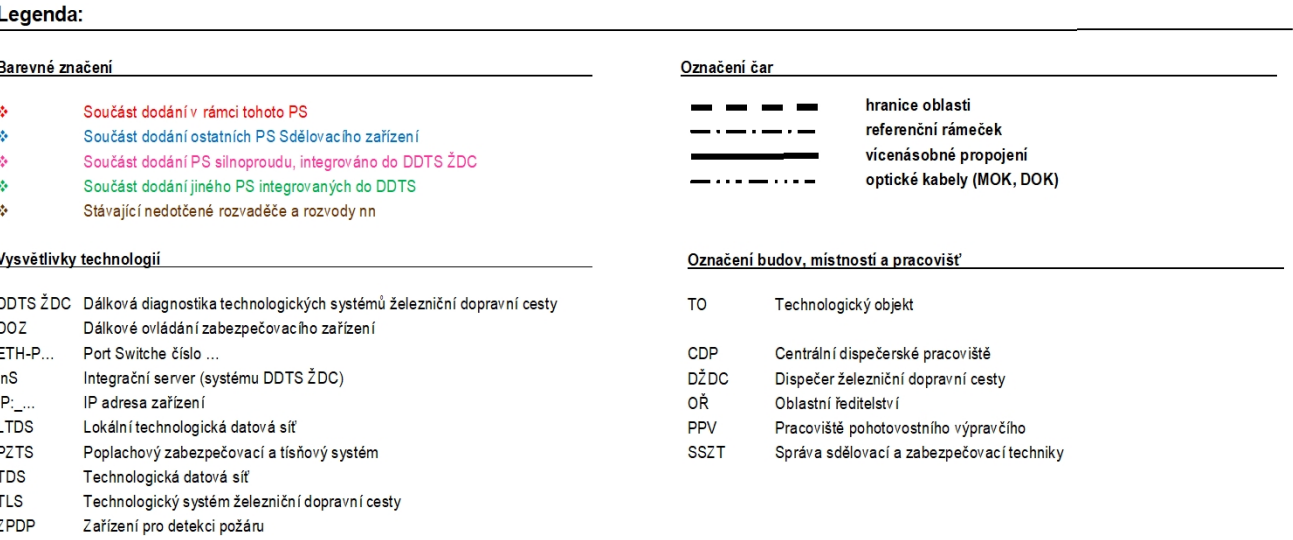 Legenda:
Barevné značení
Součást dodání v rámci tohoto PS
Součást dodání ostatních PS Sdělovacího zařízení
Součást dodání PS silnoproudu, integrováno do DDTS ŽDC
Součást dodání jiného PS integrovaných do DDTS
Stávající nedotčené rozvaděče a rozvody nn
Označení čar
hranice oblasti
referenční rámeček
vícenásobné propojení
optické kabely (MOK, DOK)
Vysvětlivky technologií
DDTS ŽDC Dálková diagnostika technologických systémů železniční dopravní cesty
DOZ Dálkové ovládání zabezpečovacího zařízení
ETH-P... Port Switche číslo ...
InS Integrační server (systému DDTS ŽDC)
IP:_... IP adresa zařízení
LTDS Lokální technologická datová síť
PZTS Poplachový zabezpečovací a tísňový systém
TDS Technologická datová síť
TLS Technologický systém železniční dopravní cesty
ZPDP Zařízení pro detekci požáru
Označení budov, místností a pracovišť
TO Technologický objekt
CDP Centrální dispečerské pracoviště
DŽDC Dispečer železniční dopravní cesty
OŘ Oblastní ředitelství
PPV Pracoviště pohotovostního výpravčího
SSZT Správa sdělovací a zabezpečovací techniky